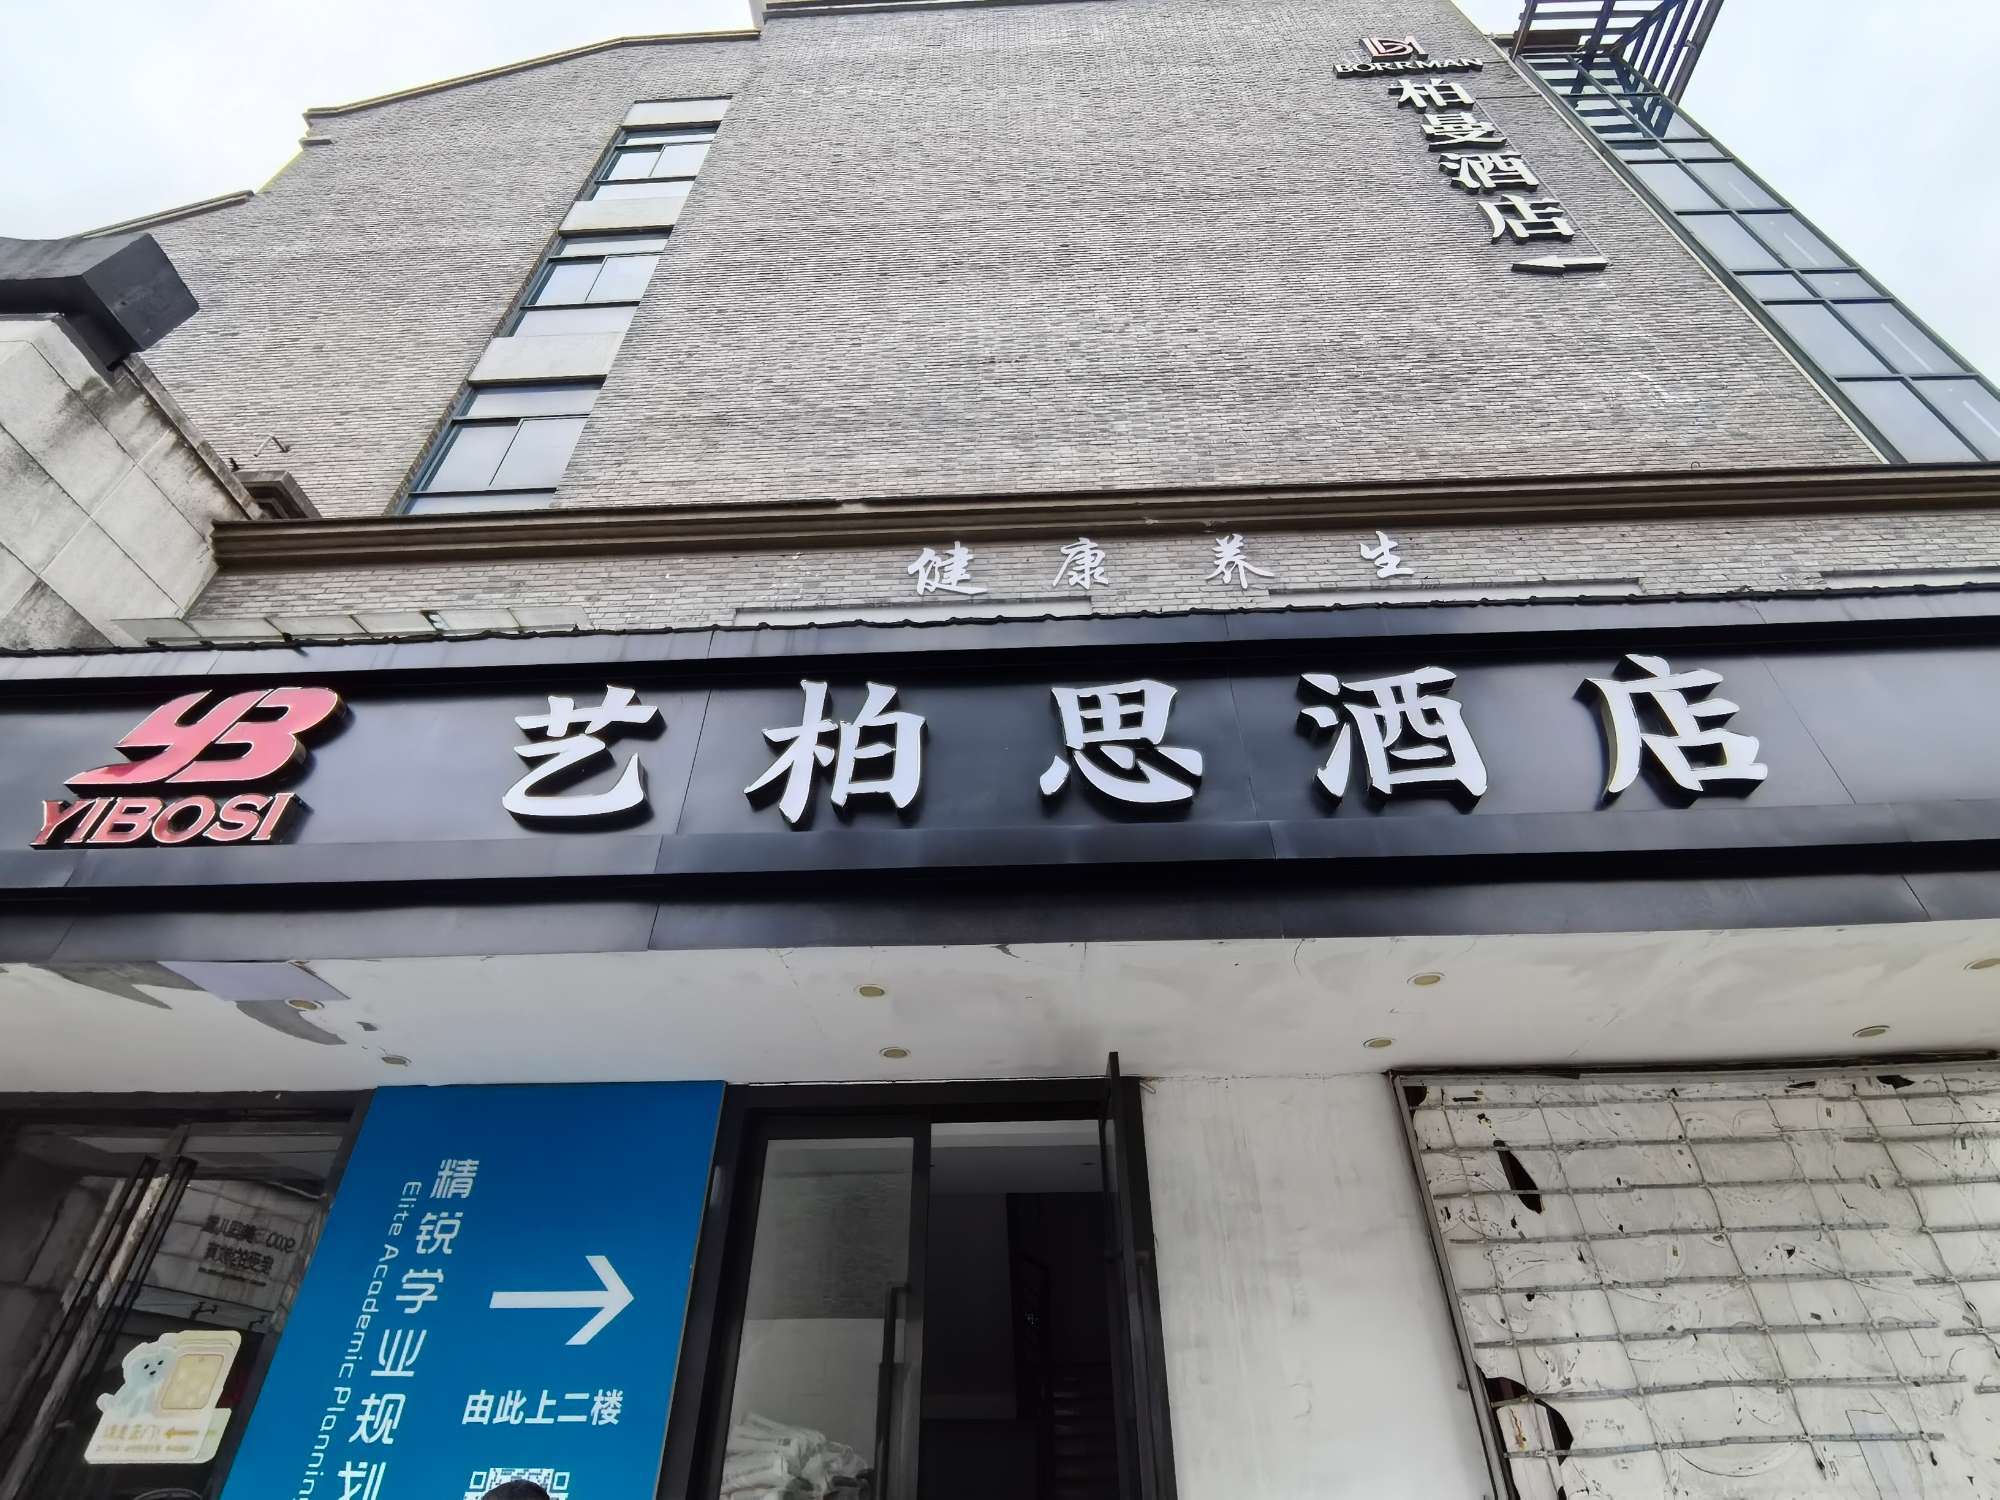 BORRMAN
柏曼酒店
健康养生
YB
YIBOSI
艺柏思酒店
精锐学业规划
Elite Academic Planning
由此上二楼